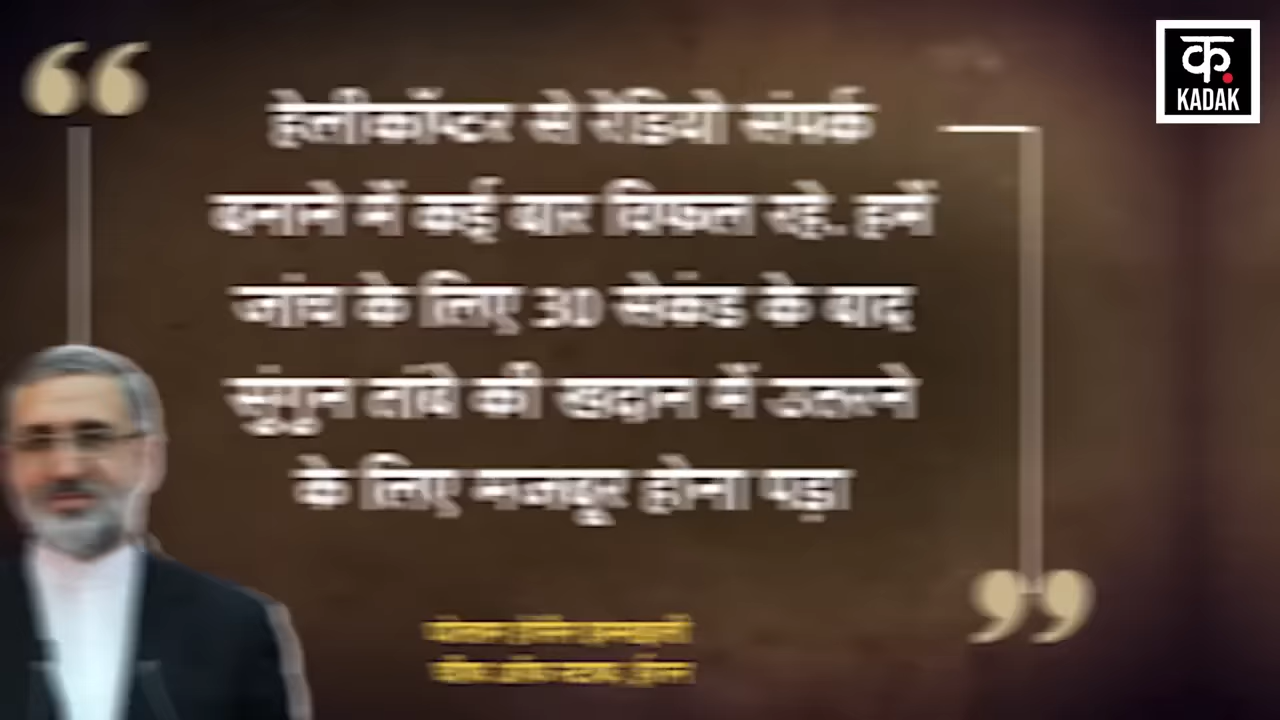 क
KADAK
हेलीकॉप्टर से रेडियो संपर्क
बनाने में कई बार विफल रहे. हमें
जांच के लिए 30 सेकंड के बाद
सुंगुन तांबे की खदान में उतरने
के लिए मजबूर होना पड़ा